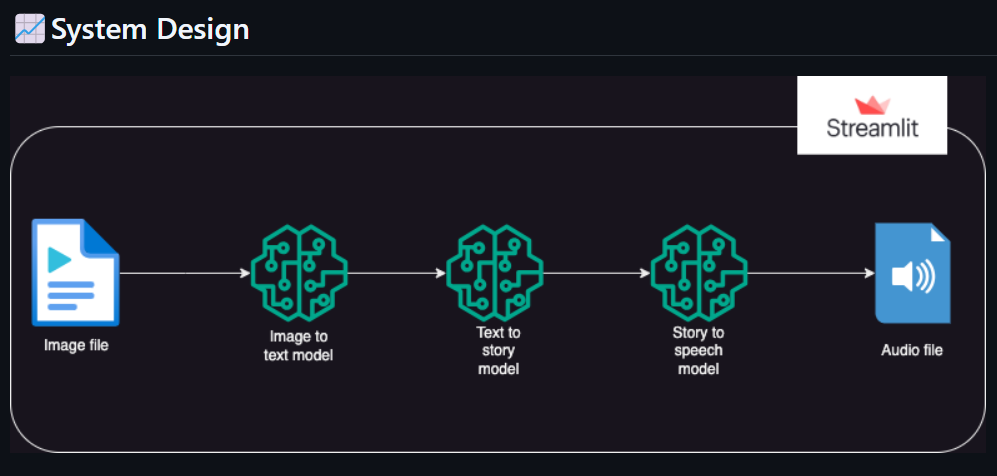 System Design
Streamlit
Image file
Image to
text model
Text to
story
model
Story to
speech
model
Audio file